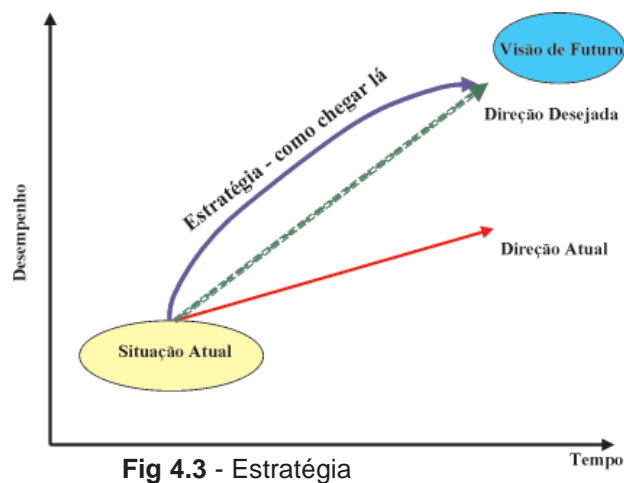 Visão de Futuro
Estratégia - como chegar lá
Direção Desejada
Desempenho
Direção Atual
Situação Atual
Tempo
Fig 4.3 - Estratégia